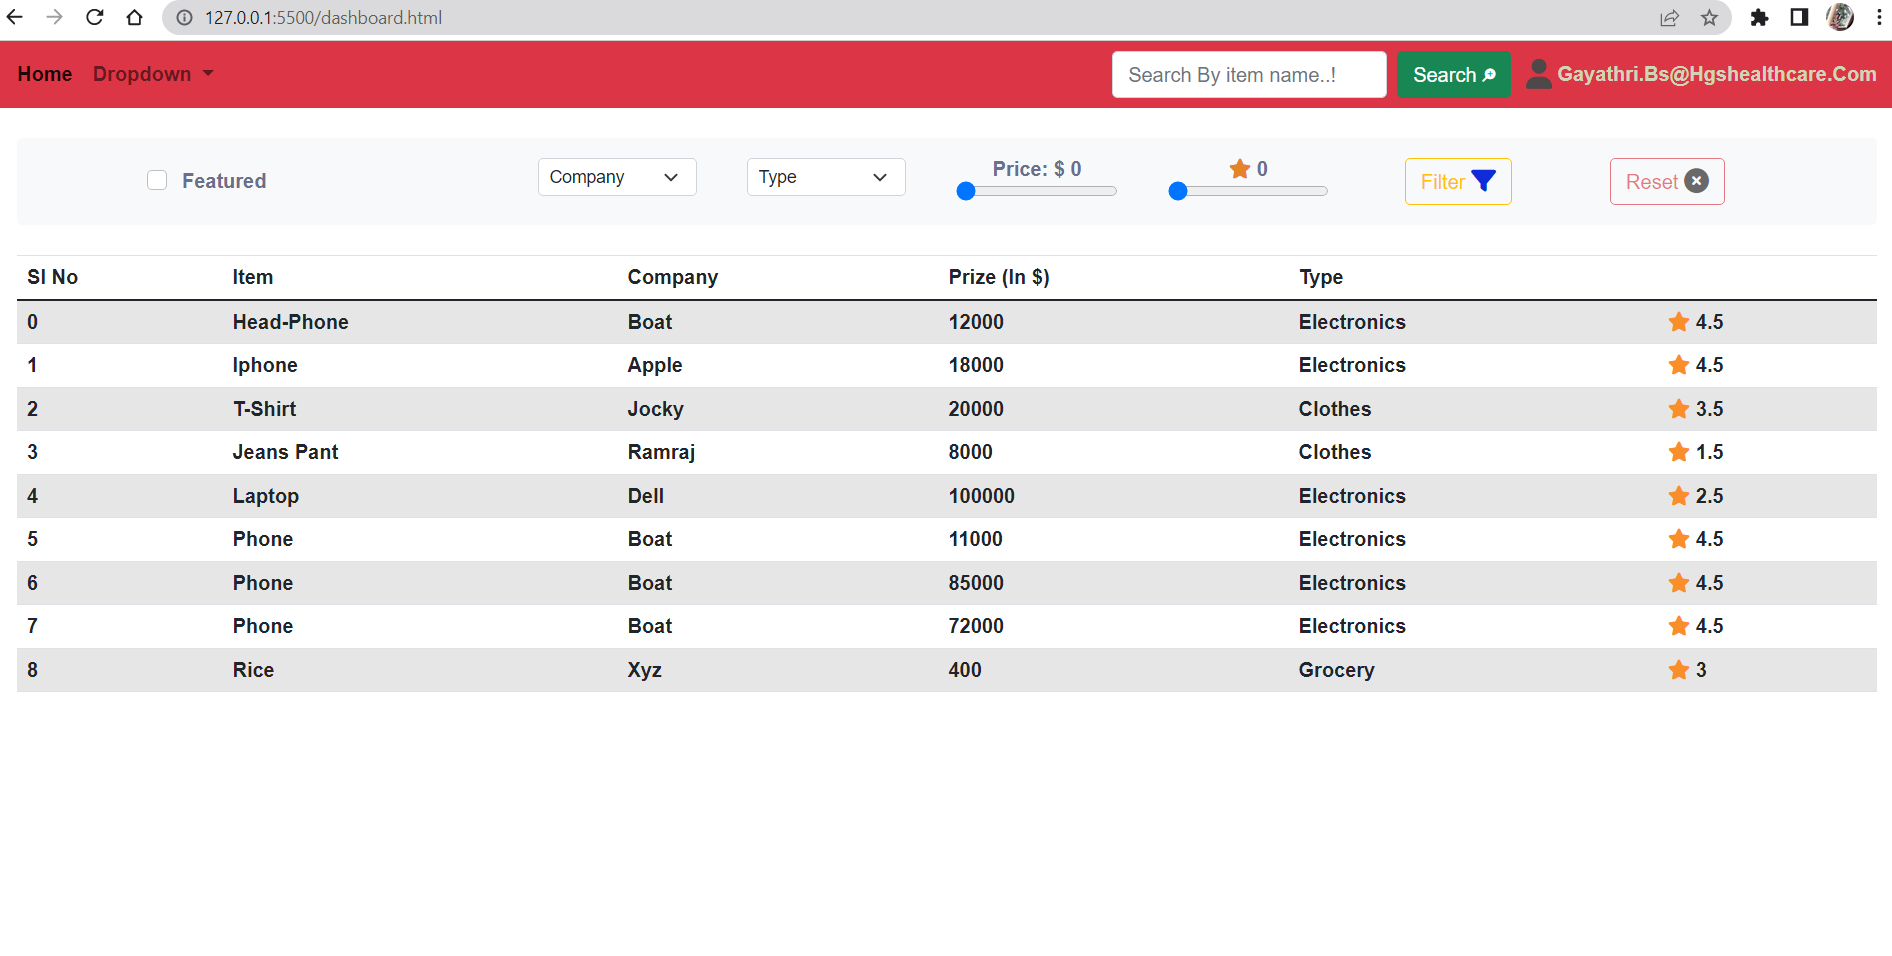 127.0.0.1:5500/dashboard.html
Home Dropdown Search By item name..! Search Gayathri.Bs@Hgshealthcare.Com
Featured Company Type Price: $ 0 0 Filter Reset
Sl No Item Company Prize (In $) Type
0 Head-Phone Boat 12000 Electronics 4.5
1 Iphone Apple 18000 Electronics 4.5
2 T-Shirt Jocky 20000 Clothes 3.5
3 Jeans Pant Ramraj 8000 Clothes 1.5
4 Laptop Dell 100000 Electronics 2.5
5 Phone Boat 11000 Electronics 4.5
6 Phone Boat 85000 Electronics 4.5
7 Phone Boat 72000 Electronics 4.5
8 Rice Xyz 400 Grocery 3